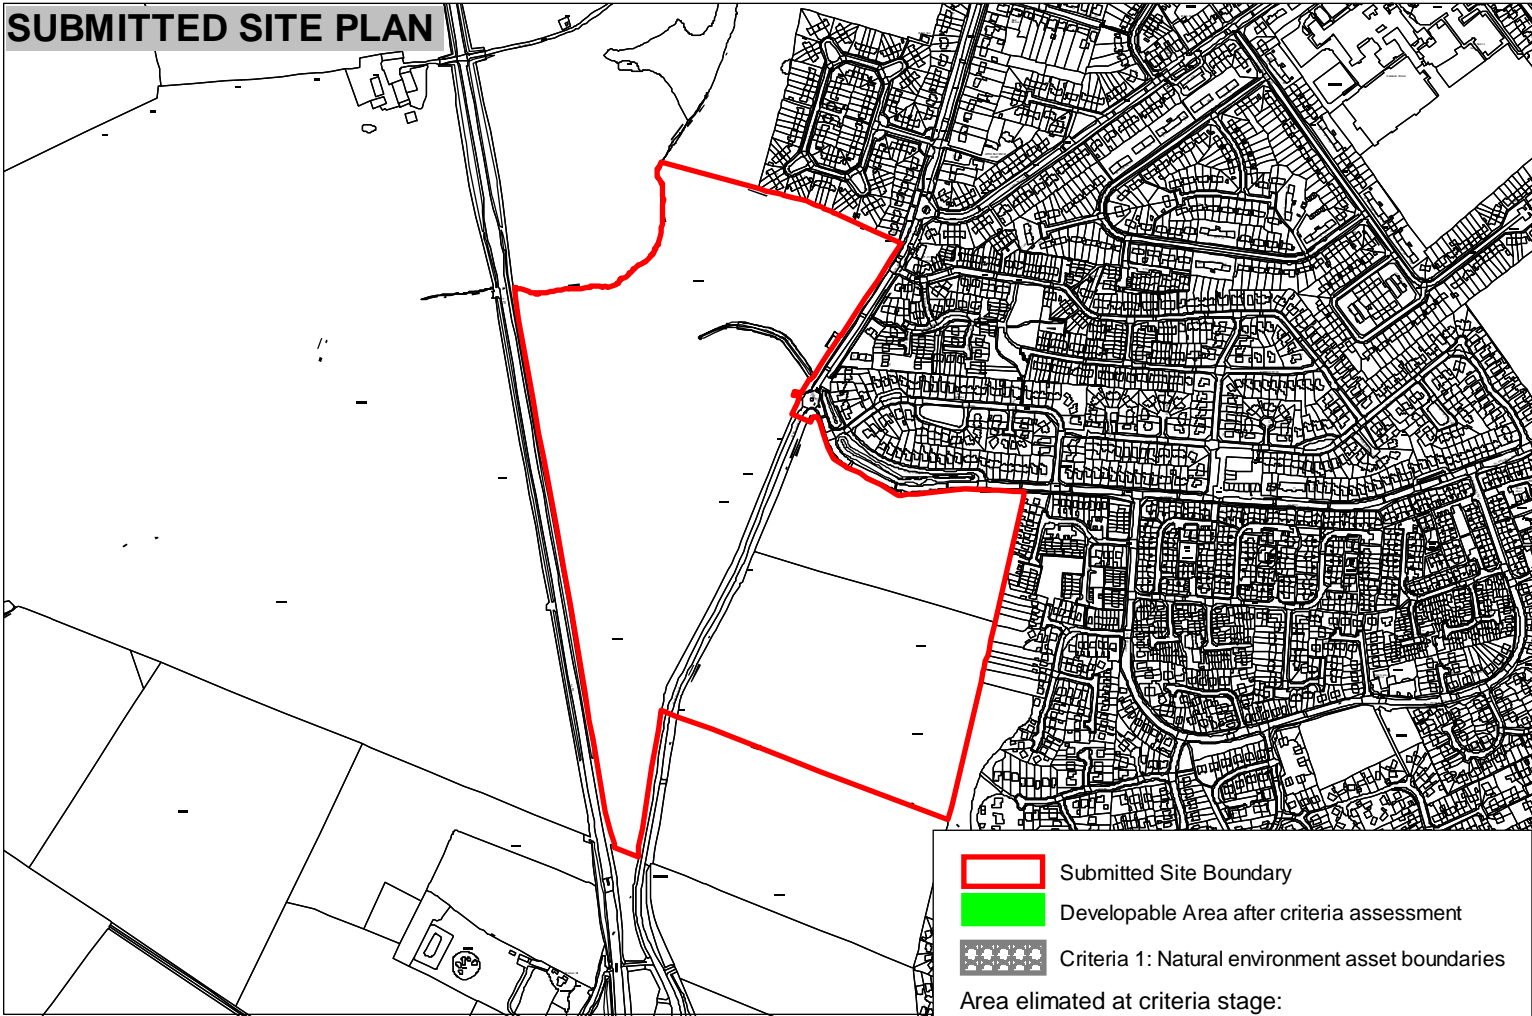 SUBMITTED SITE PLAN
Submitted Site Boundary
Developable Area after criteria assessment
Criteria 1: Natural environment asset boundaries
Area elimated at criteria stage: